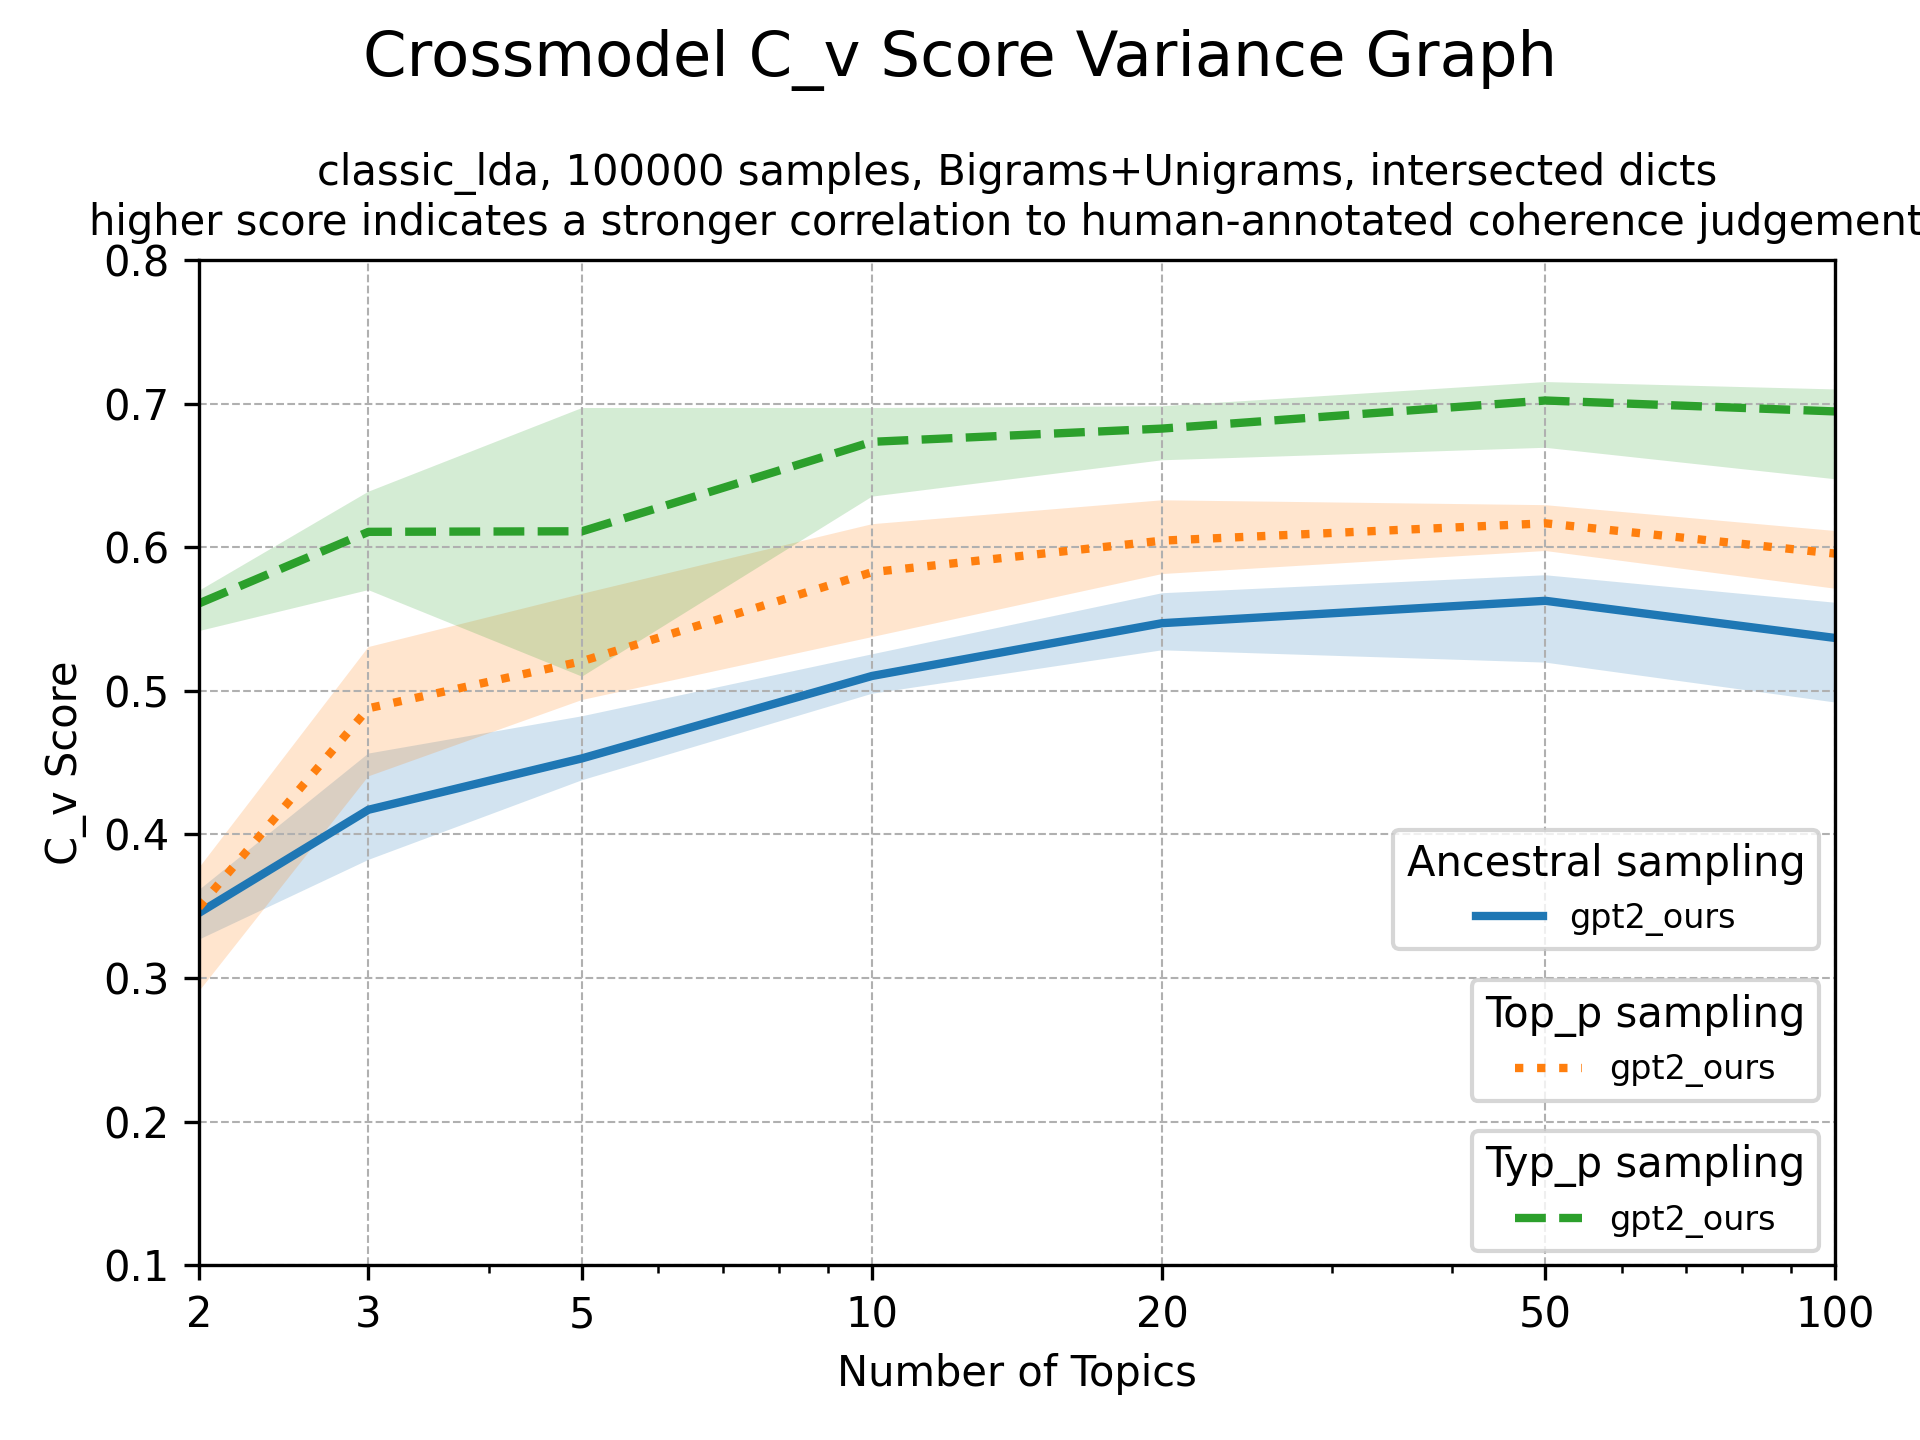 Crossmodel C_v Score Variance Graph
classic_lda, 100000 samples, Bigrams+Unigrams, intersected dicts
higher score indicates a stronger correlation to human-annotated coherence judgement
0.8
0.7
0.6
0.5
0.4
0.3
0.2
0.1
C_v Score
Ancestral sampling
gpt2_ours
Top_p sampling
gpt2_ours
Typ_p sampling
gpt2_ours
2 3 5 10 20 50 100
Number of Topics